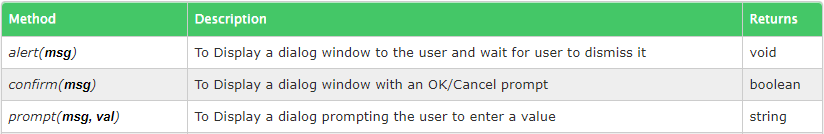 Method Description Returns
alert(msg) To Display a dialog window to the user and wait for user to dismiss it void
confirm(msg) To Display a dialog window with an OK/Cancel prompt boolean
prompt(msg, val) To Display a dialog prompting the user to enter a value string